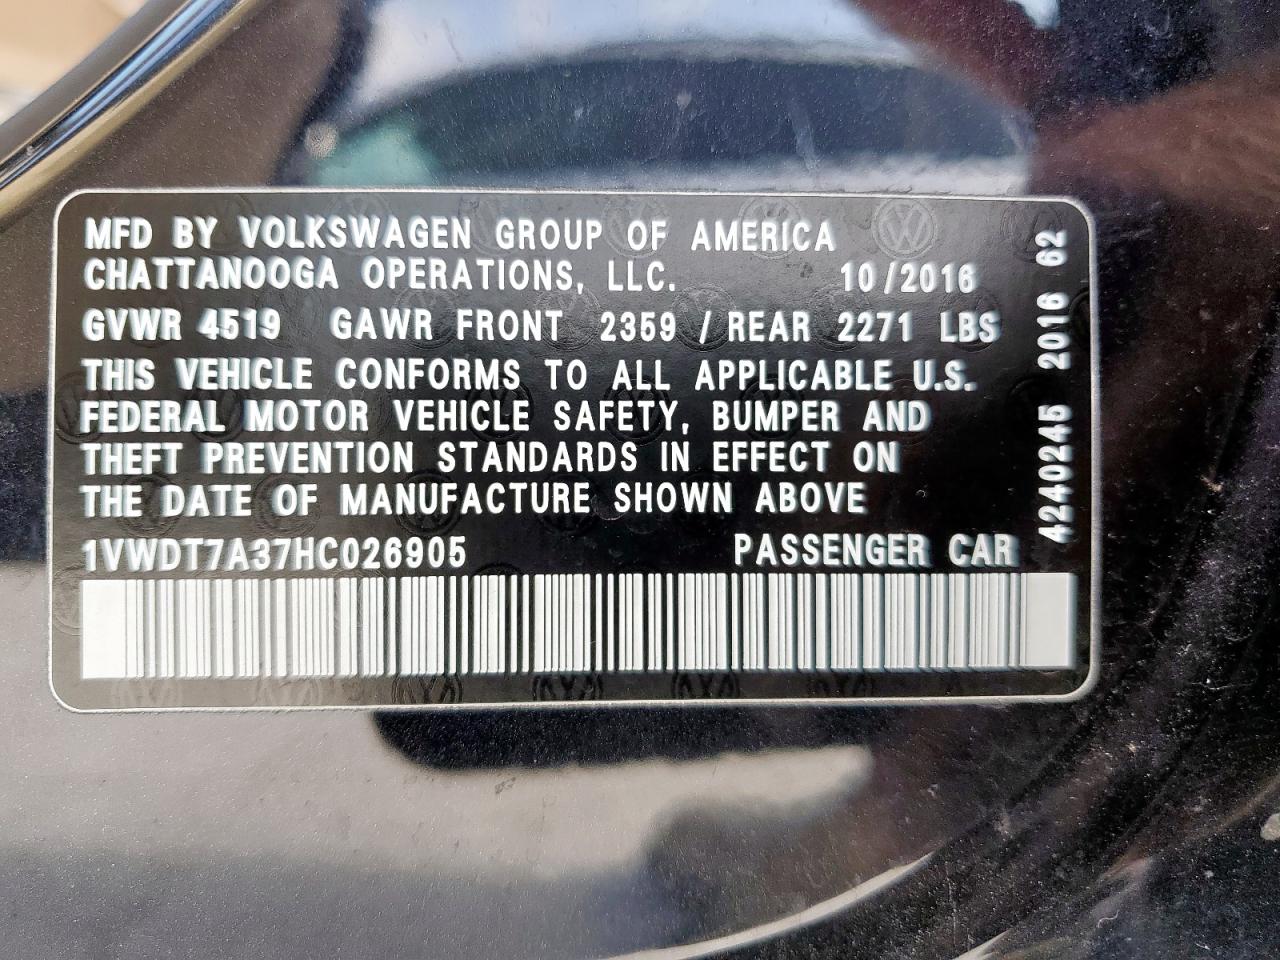 MFD BY VOLKSWAGEN GROUP OF AMERICA
CHATTANOOGA OPERATIONS, LLC. 10/2016
GVWR 4519 GAWR FRONT 2359 / REAR 2271 LBS
THIS VEHICLE CONFORMS TO ALL APPLICABLE U.S.
FEDERAL MOTOR VEHICLE SAFETY, BUMPER AND
THEFT PREVENTION STANDARDS IN EFFECT ON
THE DATE OF MANUFACTURE SHOWN ABOVE
1VWDT7A37HC026905 PASSENGER CAR
4240245 2016 62